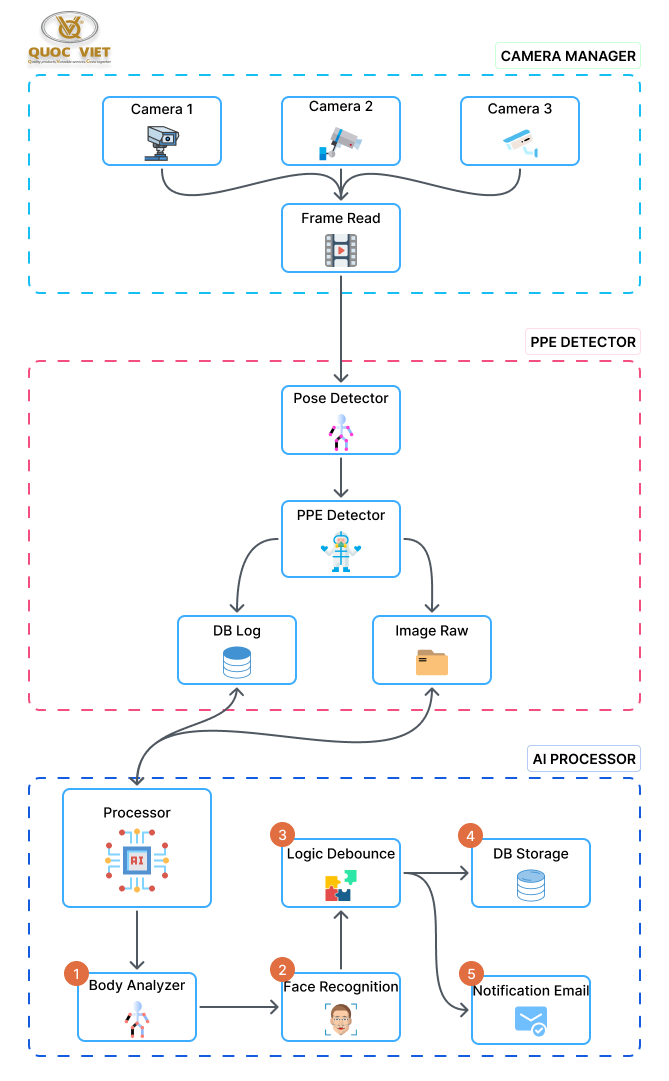 QUOC VIET
Quality products, Valuable services, Grow together
CAMERA MANAGER
Camera 1
Camera 2
Camera 3
Frame Read
PPE DETECTOR
Pose Detector
PPE Detector
DB Log
Image Raw
AI PROCESSOR
Processor
AI
3
Logic Debounce
4
DB Storage
1
Body Analyzer
2
Face Recognition
5
Notification Email